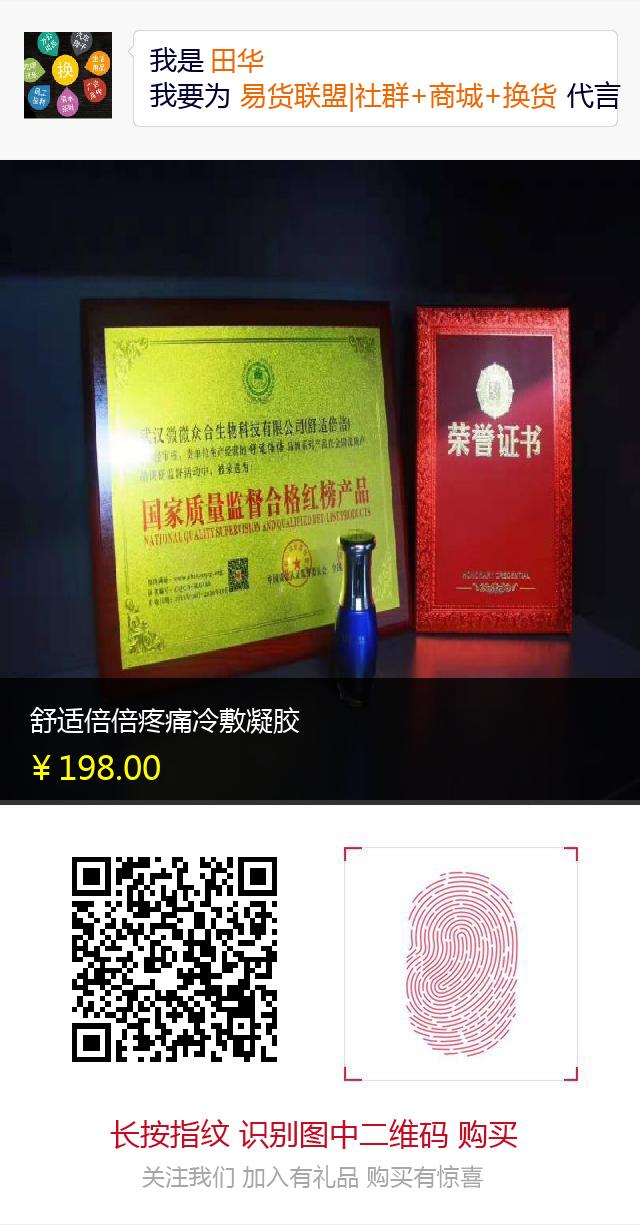 换
我是 田华
我要为 易货联盟|社群+商城+换货 代言
武汉微微众合生物科技有限公司(舒适倍倍)
国家质量监督合格红榜产品
NATIONAL QUALITY SUPERVISION AND QUALIFIED RED LIST PRODUCTS
荣誉证书
HONORARY CREDENTIAL
舒适倍倍疼痛冷敷凝胶
￥198.00
长按指纹 识别图中二维码 购买
关注我们 加入有礼品 购买有惊喜